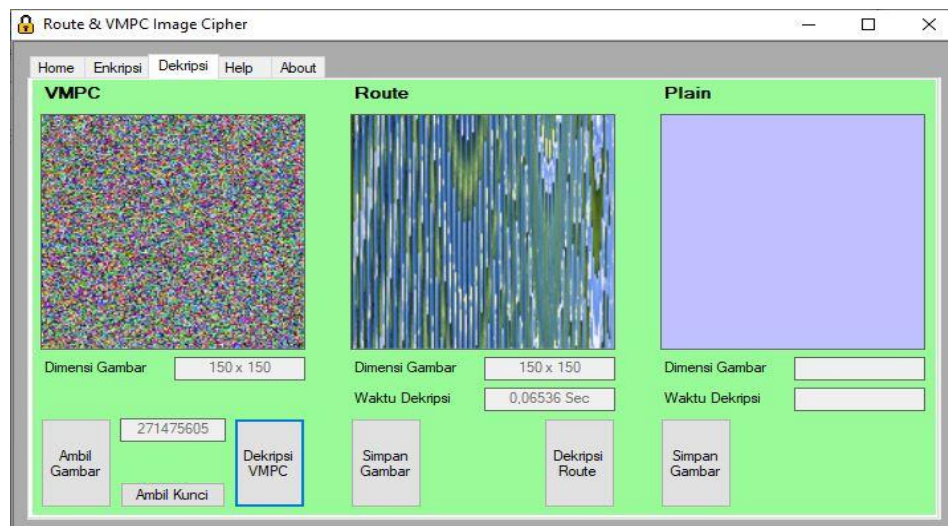 Route & VMPC Image Cipher
Home Enkripsi Dekripsi Help About
VMPC Route Plain
Dimensi Gambar 150 x 150 Dimensi Gambar 150 x 150 Dimensi Gambar
Waktu Dekripsi 0,06536 Sec Waktu Dekripsi
271475605
Ambil
Gambar
Ambil Kunci
Dekripsi
VMPC
Simpan
Gambar
Dekripsi
Route
Simpan
Gambar